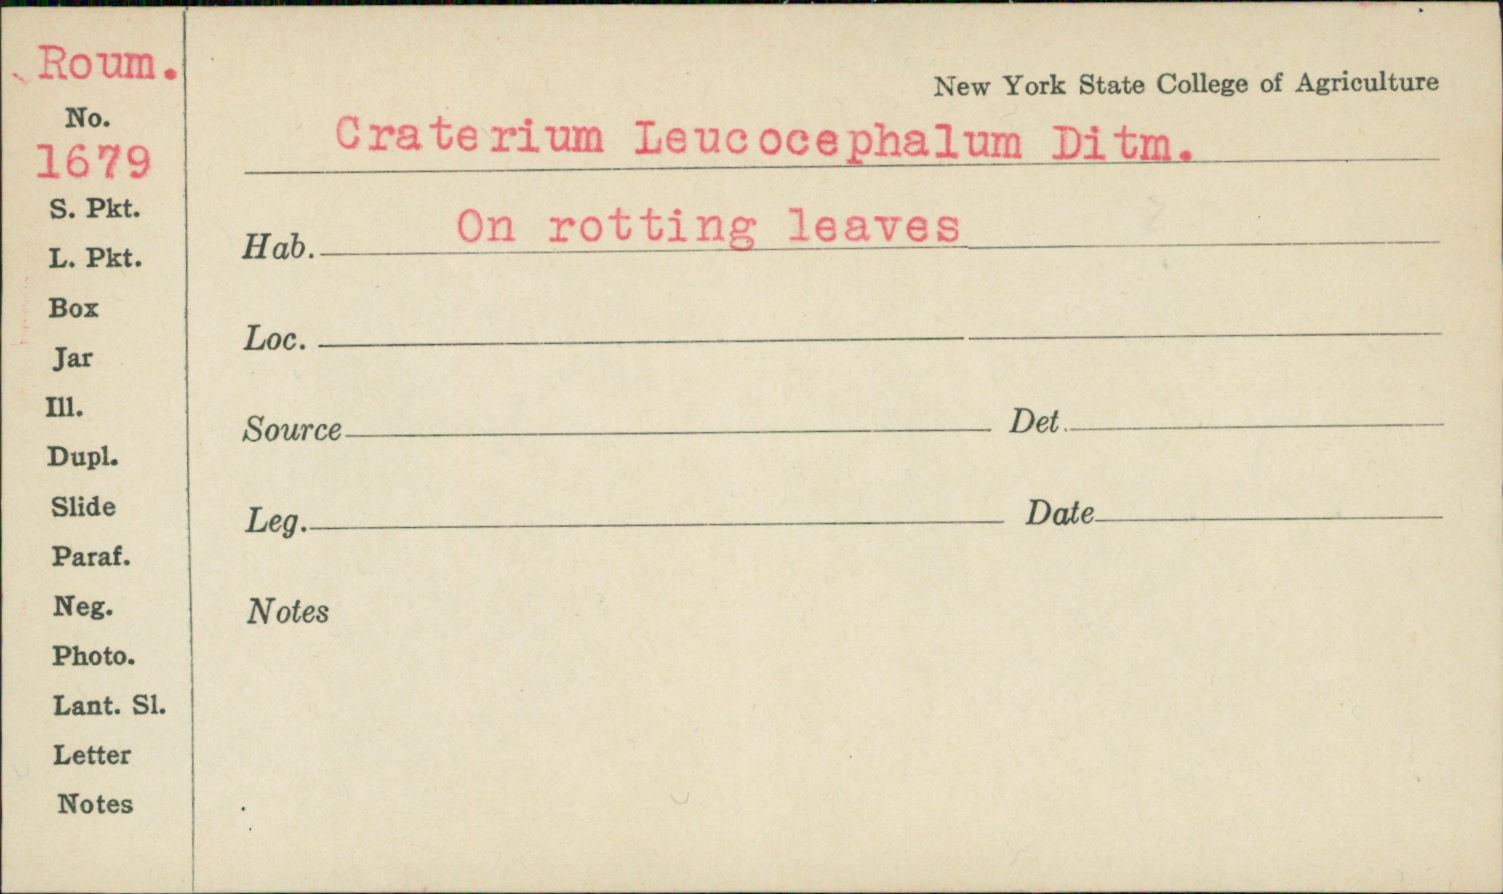 Roum.
No.
1679
S. Pkt.
L. Pkt.
Box
Jar
Ill.
Dupl.
Slide
Paraf.
Neg.
Photo.
Lant. Sl.
Letter
Notes
New York State College of Agriculture
Craterium Leucocephalum Ditm.
Hab. On rotting leaves
Loc.
Source Det.
Leg. Date
Notes